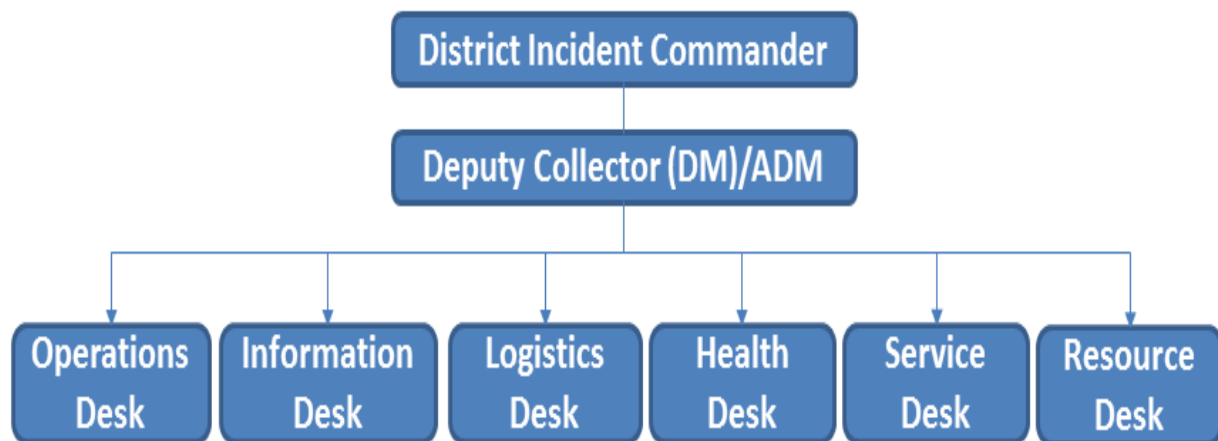 District Incident Commander
Deputy Collector (DM)/ADM
Operations
Desk
Information
Desk
Logistics
Desk
Health
Desk
Service
Desk
Resource
Desk